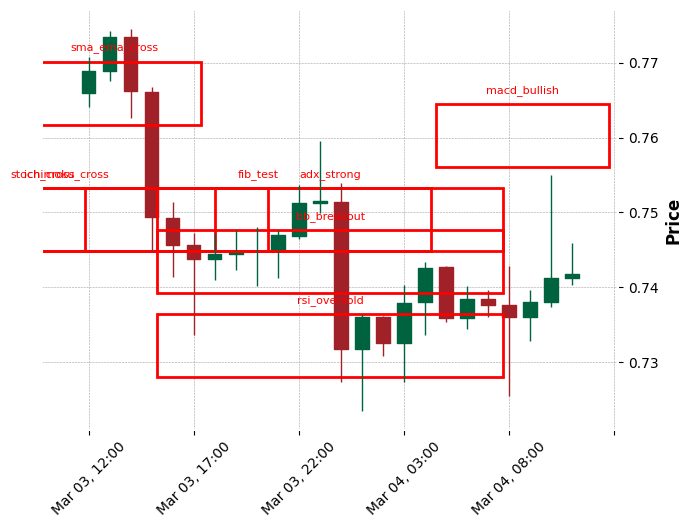 sma_ema_cross
0.77
macd_bullish
0.76
stoch_cross
ichimoku_cross
fib_test
adx_strong
0.75
bb_breakout
Price
0.74
rsi_oversold
0.73
Mar 03, 12:00
Mar 03, 17:00
Mar 03, 22:00
Mar 04, 03:00
Mar 04, 08:00